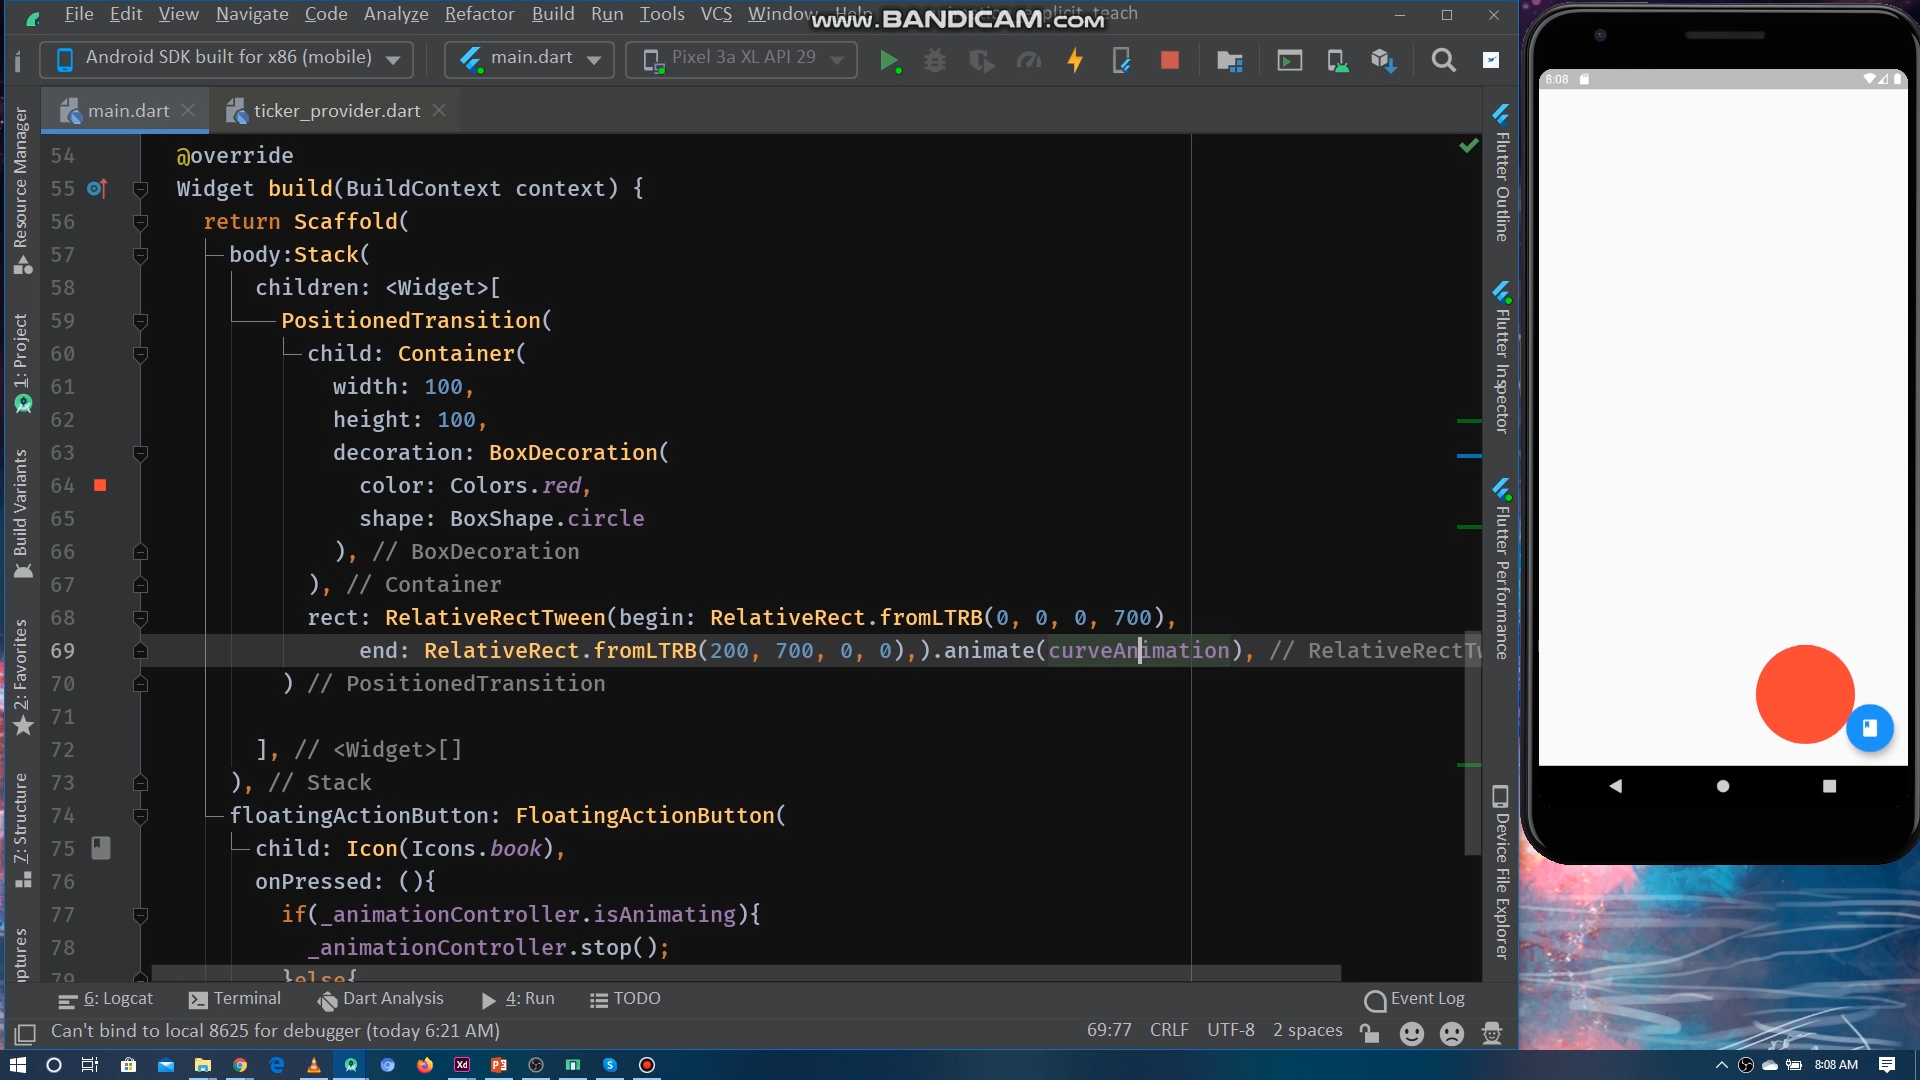 File Edit View Navigate Code Analyze Refactor Build Run Tools VCS Window Help
www.BANDICAM.com
Android SDK built for x86 (mobile) main.dart Pixel 3a XL API 29
main.dart ticker_provider.dart
54 @override
55 Widget build(BuildContext context) {
56 return Scaffold(
57 body:Stack(
58 children: <Widget>[
59 PositionedTransition(
60 child: Container(
61 width: 100,
62 height: 100,
63 decoration: BoxDecoration(
64 color: Colors.red,
65 shape: BoxShape.circle
66 ), // BoxDecoration
67 ), // Container
68 rect: RelativeRectTween(begin: RelativeRect.fromLTRB(0, 0, 0, 700),
69 end: RelativeRect.fromLTRB(200, 700, 0, 0),).animate(curveAnimation), // RelativeRectTw
70 ) // PositionedTransition
71
72 ], // <Widget>[]
73 ), // Stack
74 floatingActionButton: FloatingActionButton(
75 child: Icon(Icons.book),
76 onPressed: (){
77 if(_animationController.isAnimating){
78 _animationController.stop();
79 }else{
Resource Manager
1: Project
Build Variants
2: Favorites
7: Structure
aptures
Flutter Outline
Flutter Inspector
Flutter Performance
Device File Explorer
6: Logcat Terminal Dart Analysis 4: Run TODO Event Log
Can't bind to local 8625 for debugger (today 6:21 AM) 69:77 CRLF UTF-8 2 spaces
8:08
Xd
8:08 AM